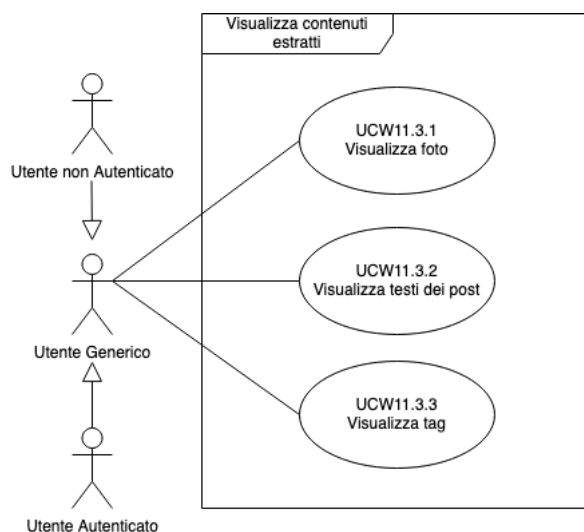 Visualizza contenuti
estratti
Utente non Autenticato
UCW11.3.1
Visualizza foto
Utente Generico
UCW11.3.2
Visualizza testi dei post
UCW11.3.3
Visualizza tag
Utente Autenticato